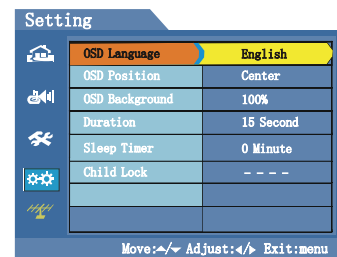 Setting
OSD Language English
OSD Position Center
OSD Background 100%
Duration 15 Second
Sleep Timer 0 Minute
Child Lock - - - -
Move:▲/▼ Adjust:◀/▶ Exit:menu